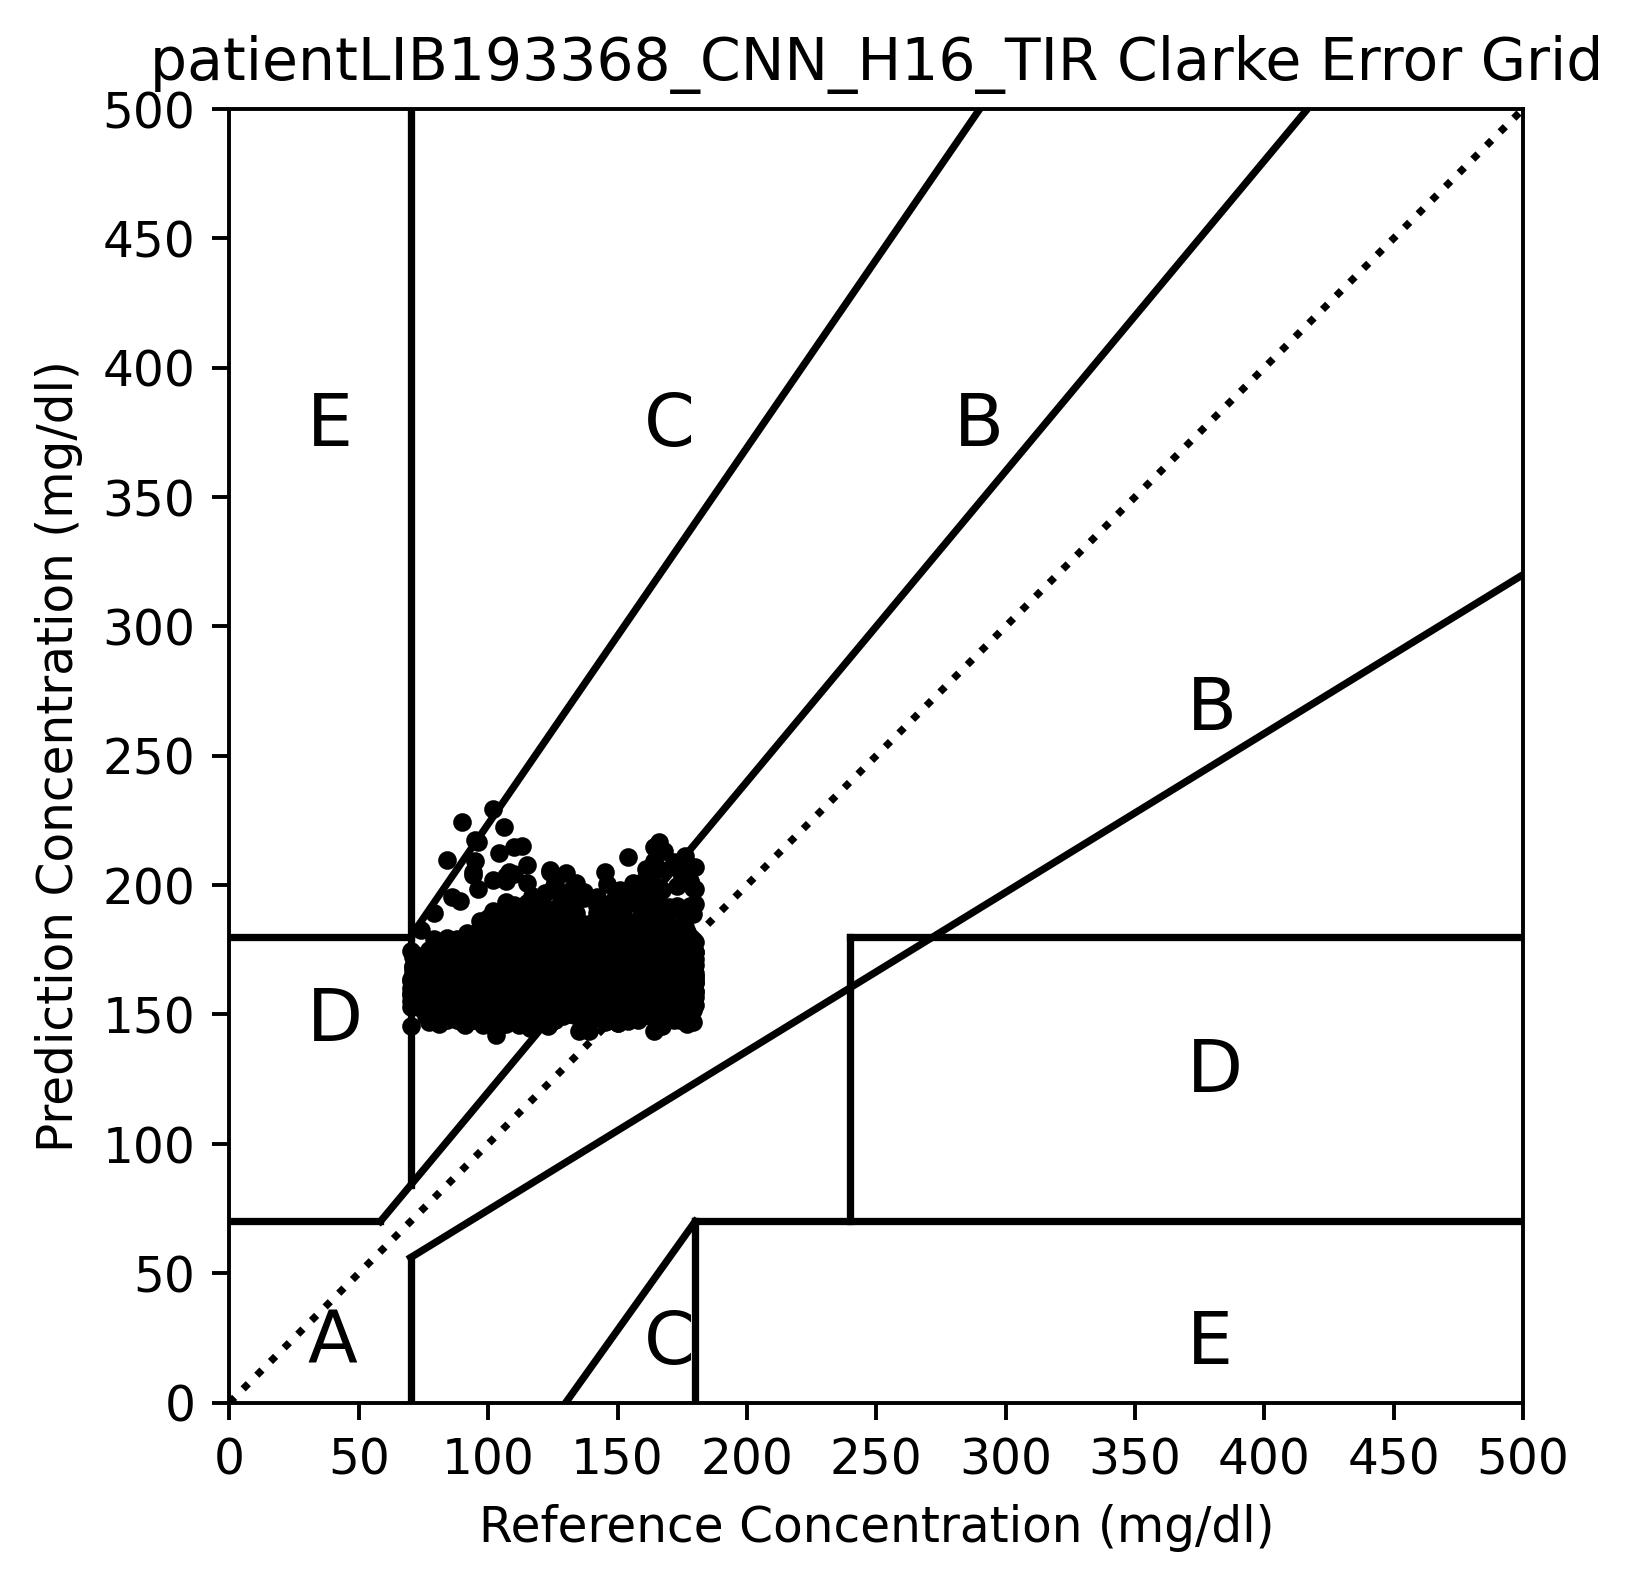 patientLIB193368_CNN_H16_TIR Clarke Error Grid
500
450
400
350
300
250
200
150
100
50
0
Prediction Concentration (mg/dl)
E
C
B
B
D
D
A
C
E
0 50 100 150 200 250 300 350 400 450 500
Reference Concentration (mg/dl)